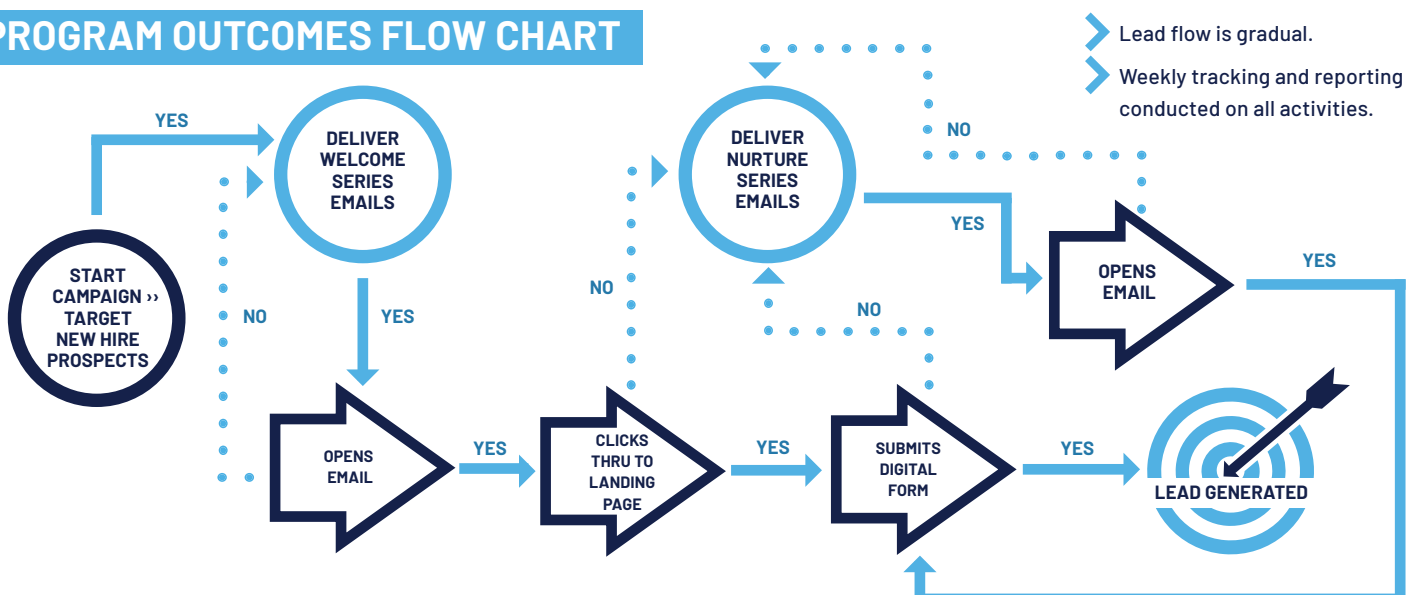 PROGRAM OUTCOMES FLOW CHART
Lead flow is gradual.
Weekly tracking and reporting
conducted on all activities.
YES
DELIVER
WELCOME
SERIES
EMAILS
DELIVER
NURTURE
SERIES
EMAILS
NO
YES
START
CAMPAIGN ››
TARGET
NEW HIRE
PROSPECTS
NO
YES
NO
NO
OPENS
EMAIL
YES
OPENS
EMAIL
YES
CLICKS
THRU TO
LANDING
PAGE
YES
SUBMITS
DIGITAL
FORM
YES
LEAD GENERATED